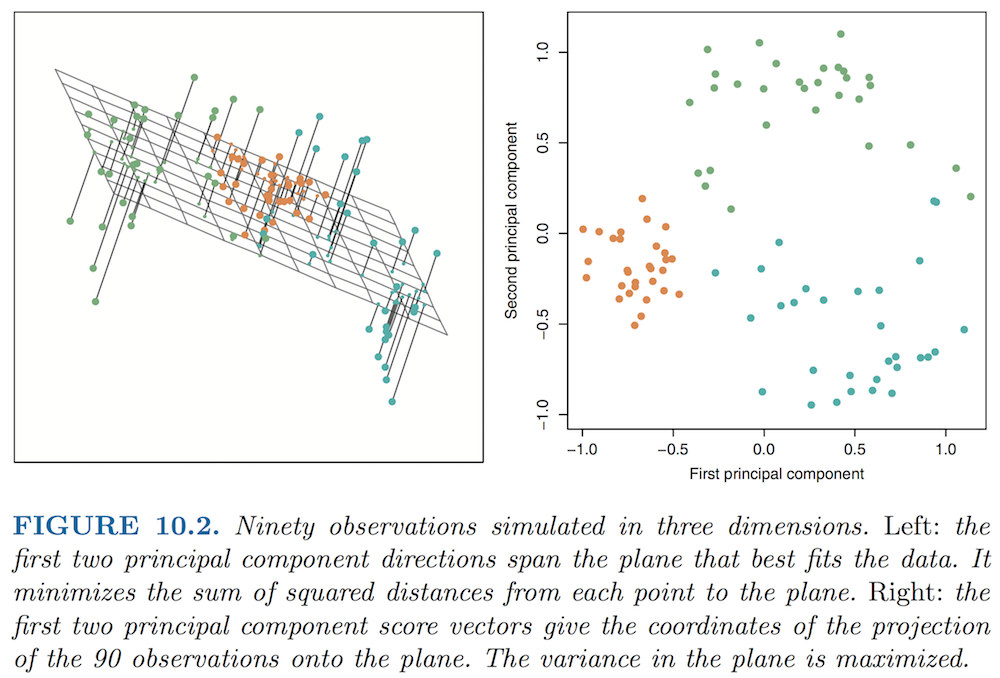 1.0
0.5
0.0
−0.5
−1.0
Second principal component
−1.0 −0.5 0.0 0.5 1.0
First principal component
FIGURE 10.2. Ninety observations simulated in three dimensions. Left: the
first two principal component directions span the plane that best fits the data. It
minimizes the sum of squared distances from each point to the plane. Right: the
first two principal component score vectors give the coordinates of the projection
of the 90 observations onto the plane. The variance in the plane is maximized.